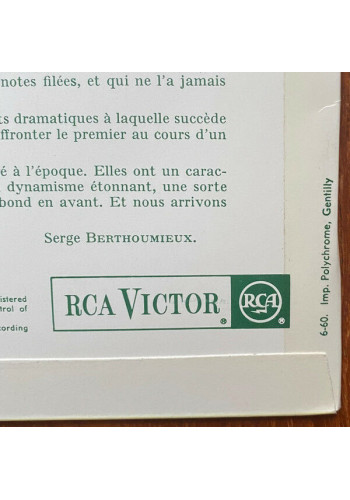 notes filées, et qui ne l'a jamais
ts dramatiques à laquelle succède
ffronter le premier au cours d'un
é à l'époque. Elles ont un carac-
dynamisme étonnant, une sorte
bond en avant. Et nous arrivons
Serge BERTHOUMIEUX.
istered
trol of
cording
RCA VICTOR ® RCA ®
6-60. Imp. Polychrome, Gentilly